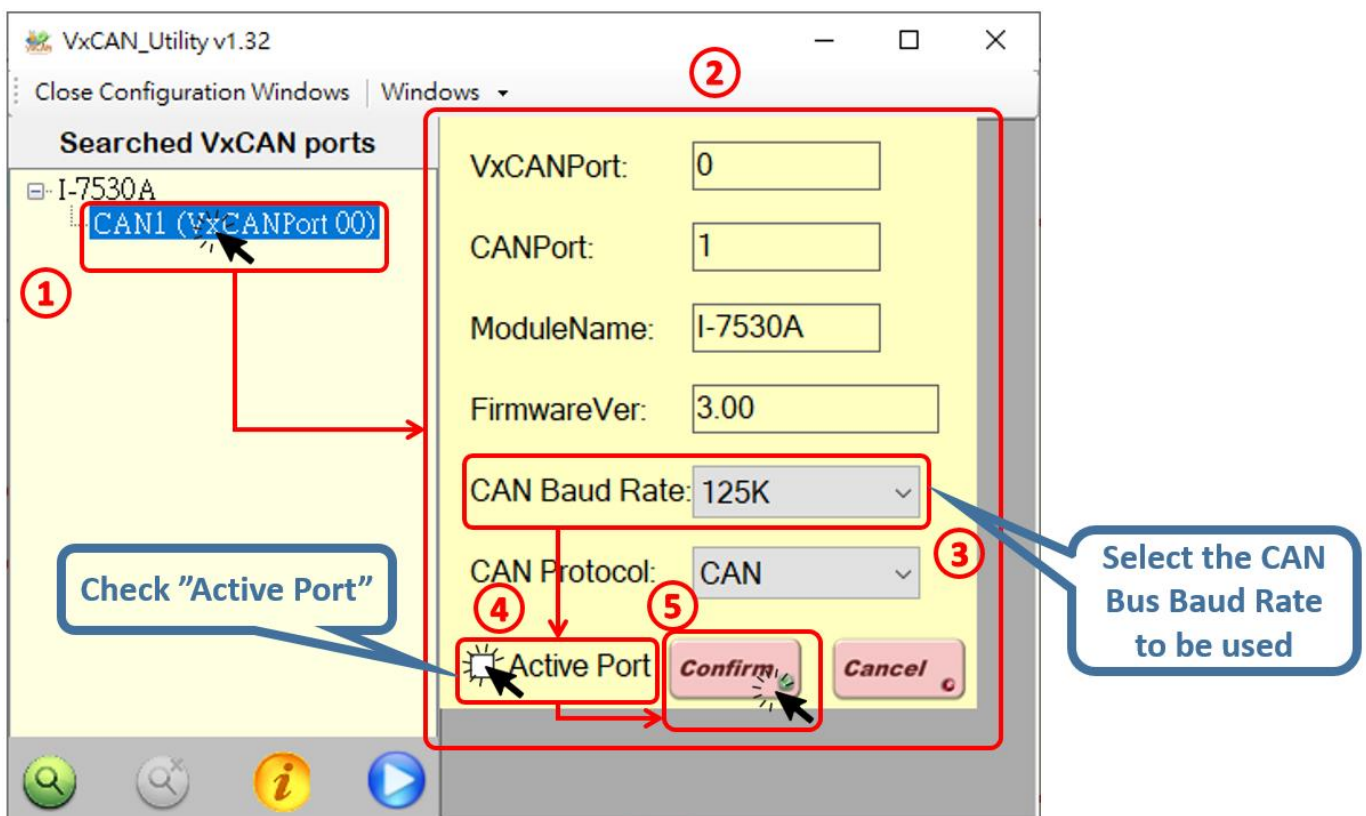 VxCAN_Utility v1.32
Close Configuration Windows Windows
②
Searched VxCAN ports
I-7530A
CAN1 (VxCANPort 00)
①
VxCANPort: 0
CANPort: 1
ModuleName: I-7530A
FirmwareVer: 3.00
CAN Baud Rate: 125K
③
Select the CAN
Bus Baud Rate
to be used
CAN Protocol: CAN
Check ”Active Port”
④
⑤
Active Port Confirm Cancel
i